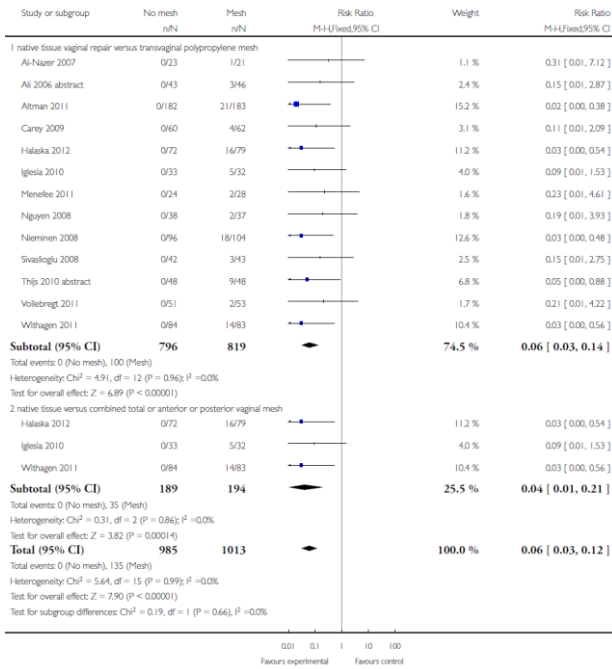 Study or subgroup No mesh Mesh Risk Ratio Weight Risk Ratio
n/N n/N M-H,Fixed,95% CI M-H,Fixed,95% CI
1 native tissue vaginal repair versus transvaginal polypropylene mesh
Al-Nazer 2007 0/23 1/21 1.1 % 0.31 [ 0.01, 7.12 ]
Ali 2006 abstract 0/43 3/46 2.4 % 0.15 [ 0.01, 2.87 ]
Altman 2011 0/182 21/183 15.2 % 0.02 [ 0.00, 0.38 ]
Carey 2009 0/60 4/62 3.1 % 0.11 [ 0.01, 2.09 ]
Halaska 2012 0/72 16/79 11.2 % 0.03 [ 0.00, 0.54 ]
Iglesia 2010 0/33 5/32 4.0 % 0.09 [ 0.01, 1.53 ]
Menefee 2011 0/24 2/28 1.6 % 0.23 [ 0.01, 4.61 ]
Nguyen 2008 0/38 2/37 1.8 % 0.19 [ 0.01, 3.93 ]
Nieminen 2008 0/96 18/104 12.6 % 0.03 [ 0.00, 0.48 ]
Sivaslioglu 2008 0/42 3/43 2.5 % 0.15 [ 0.01, 2.75 ]
Thijs 2010 abstract 0/48 9/48 7.0 % 0.05 [ 0.00, 0.88 ]
Vollebregt 2011 0/51 2/53 1.7 % 0.21 [ 0.01, 4.22 ]
Withagen 2011 0/84 14/83 10.4 % 0.03 [ 0.00, 0.56 ]
Subtotal (95% CI) 796 819 74.5 % 0.06 [ 0.03, 0.14 ]
Total events: 0 (No mesh), 100 (Mesh)
Heterogeneity: Chi² = 4.91, df = 12 (P = 0.96); I² =0.0%
Test for overall effect: Z = 6.89 (P < 0.00001)
2 native tissue versus combined total or anterior or posterior vaginal mesh
Halaska 2012 0/72 16/79 11.2 % 0.03 [ 0.00, 0.54 ]
Iglesia 2010 0/33 5/32 4.0 % 0.09 [ 0.01, 1.53 ]
Withagen 2011 0/84 14/83 10.4 % 0.03 [ 0.00, 0.56 ]
Subtotal (95% CI) 189 194 25.5 % 0.04 [ 0.01, 0.21 ]
Total events: 0 (No mesh), 35 (Mesh)
Heterogeneity: Chi² = 0.31, df = 2 (P = 0.86); I² =0.0%
Test for overall effect: Z = 3.82 (P = 0.00014)
Total (95% CI) 985 1013 100.0 % 0.06 [ 0.03, 0.12 ]
Total events: 0 (No mesh), 135 (Mesh)
Heterogeneity: Chi² = 5.64, df = 15 (P = 0.99); I² =0.0%
Test for overall effect: Z = 7.90 (P < 0.00001)
Test for subgroup differences: Chi² = 0.19, df = 1 (P = 0.66), I² =0.0%
0.01 0.1 1 10 100
Favours experimental Favours control